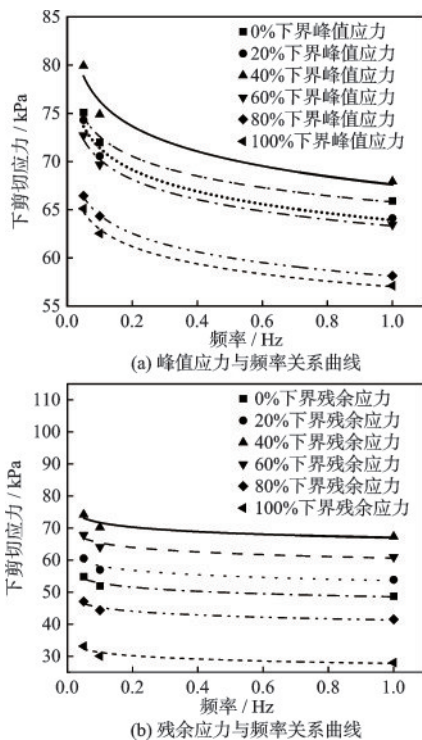 85
80
75
70
65
60
55
下剪切应力 / kPa
■ 0%下界峰值应力
● 20%下界峰值应力
▲ 40%下界峰值应力
▼ 60%下界峰值应力
◆ 80%下界峰值应力
◄ 100%下界峰值应力
0.0 0.2 0.4 0.6 0.8 1.0
频率 / Hz
(a) 峰值应力与频率关系曲线
110
100
90
80
70
60
50
40
30
下剪切应力 / kPa
■ 0%下界残余应力
● 20%下界残余应力
▲ 40%下界残余应力
▼ 60%下界残余应力
◆ 80%下界残余应力
◄ 100%下界残余应力
0.0 0.2 0.4 0.6 0.8 1.0
频率 / Hz
(b) 残余应力与频率关系曲线